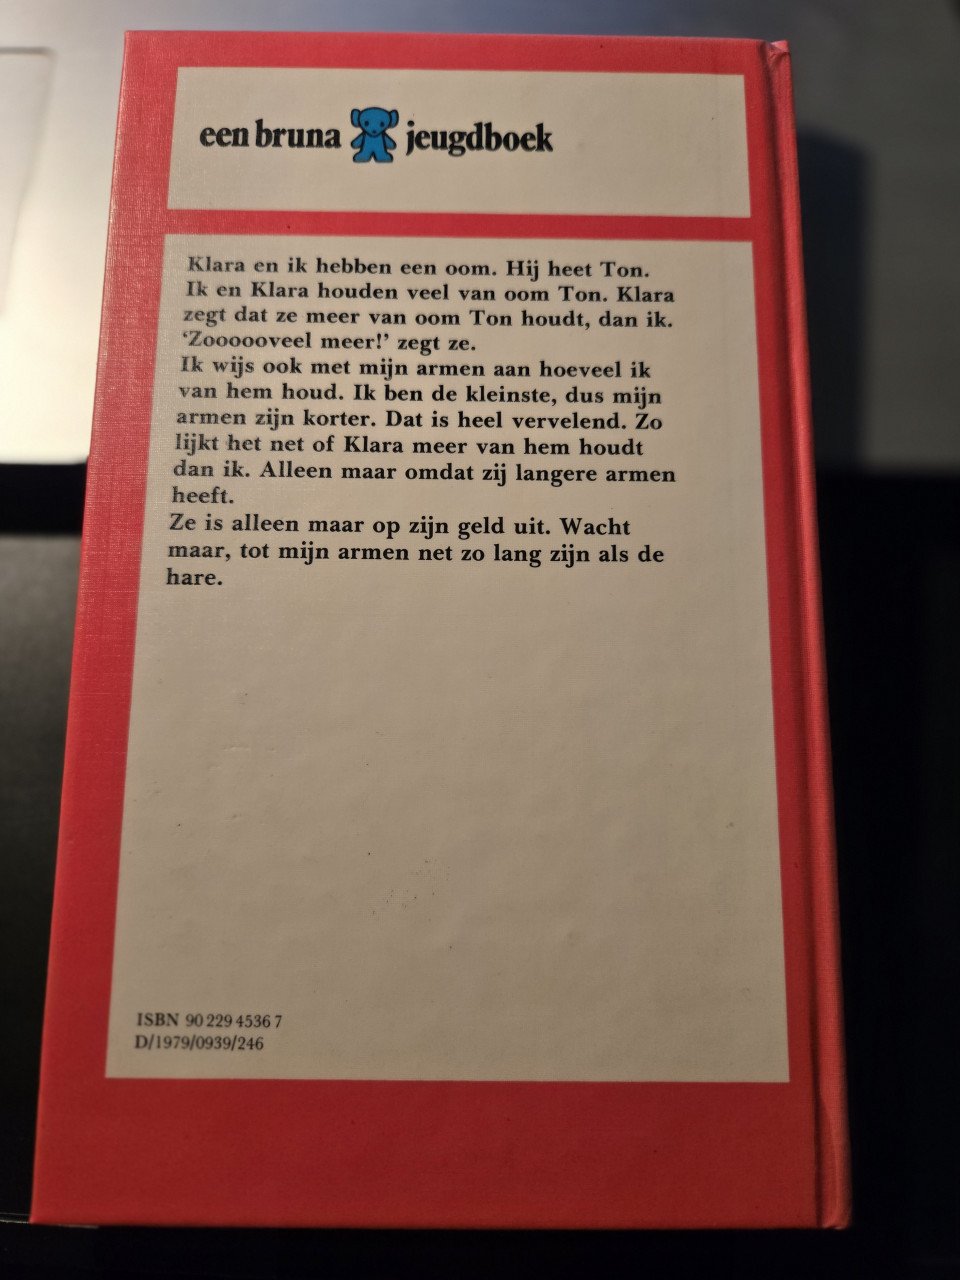 een bruna jeugdboek
Klara en ik hebben een oom. Hij heet Ton.
Ik en Klara houden veel van oom Ton. Klara
zegt dat ze meer van oom Ton houdt, dan ik.
‘Zoooooveel meer!’ zegt ze.
Ik wijs ook met mijn armen aan hoeveel ik
van hem houd. Ik ben de kleinste, dus mijn
armen zijn korter. Dat is heel vervelend. Zo
lijkt het net of Klara meer van hem houdt
dan ik. Alleen maar omdat zij langere armen
heeft.
Ze is alleen maar op zijn geld uit. Wacht
maar, tot mijn armen net zo lang zijn als de
hare.
ISBN 90 229 4536 7
D/1979/0939/246